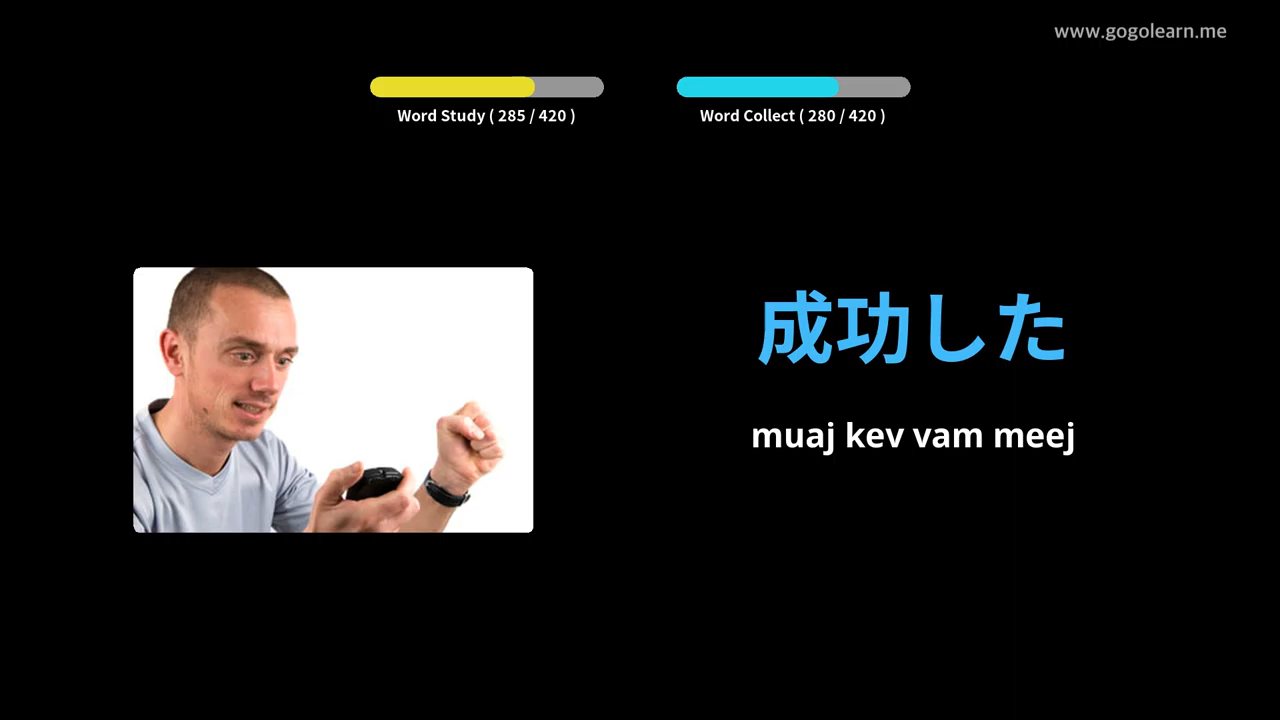 www.gogolearn.me
Word Study ( 285 / 420 )
Word Collect ( 280 / 420 )
成功した
muaj kev vam meej